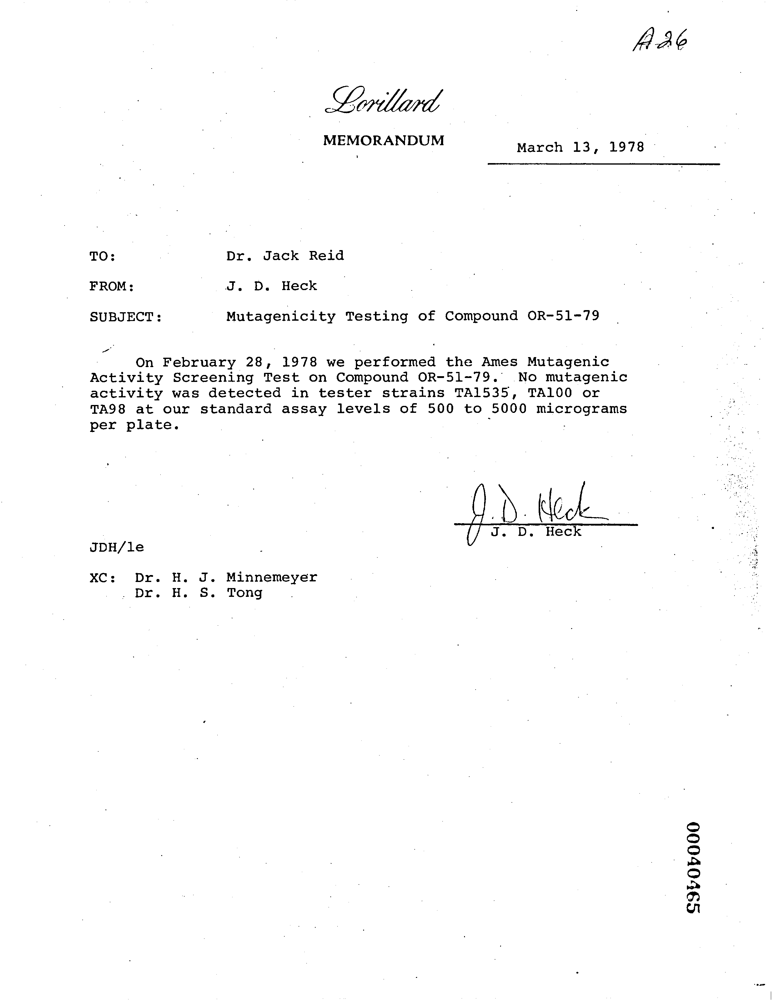 A26
Lorillard
MEMORANDUM
March 13, 1978
TO: Dr. Jack Reid
FROM: J. D. Heck
SUBJECT: Mutagenicity Testing of Compound OR-51-79
On February 28, 1978 we performed the Ames Mutagenic
Activity Screening Test on Compound OR-51-79. No mutagenic
activity was detected in tester strains TA1535, TA100 or
TA98 at our standard assay levels of 500 to 5000 micrograms
per plate.
J. D. Heck
J. D. Heck
JDH/le
XC: Dr. H. J. Minnemeyer
Dr. H. S. Tong
00040465